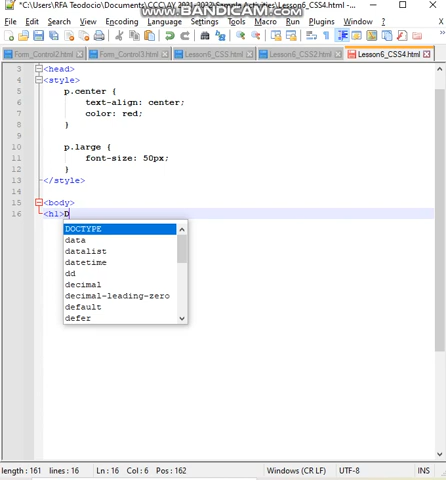 *C:\Users\RFA Teodocio\Documents\CCC\AY 2021-2022\Sample Activities\Lesson6_CSS4.html - ...
WWW.BANDICAM.COM
File Edit Search View Encoding Language Settings Tools Macro Run Plugins Window ?
Form_Control2.html Form_Control3.html Lesson6_CSS.html Lesson6_CSS2.html Lesson6_CSS4.html
3 <head>
4 <style>
5 p.center {
6 text-align: center;
7 color: red;
8 }
9
10 p.large {
11 font-size: 50px;
12 }
13 </style>
14
15 <body>
16 <h1>D
DOCTYPE
data
datalist
datetime
dd
decimal
decimal-leading-zero
default
defer
length : 161 lines : 16 Ln : 16 Col : 6 Pos : 162 Windows (CR LF) UTF-8 INS